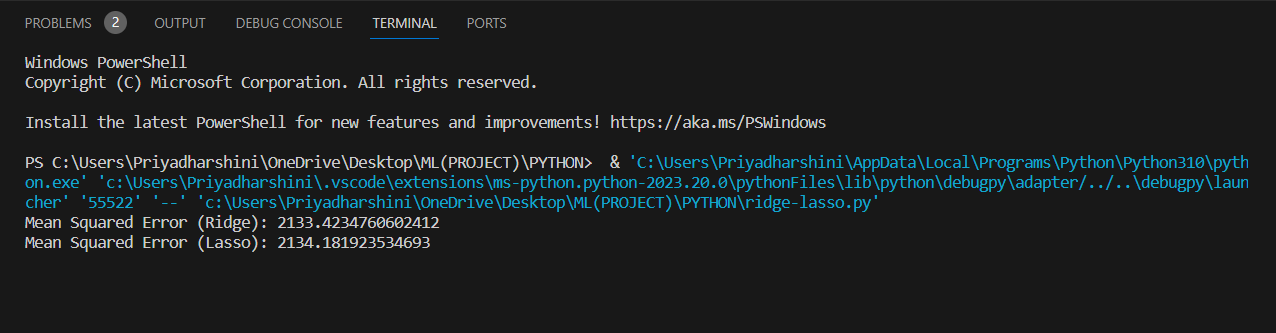 PROBLEMS 2 OUTPUT DEBUG CONSOLE TERMINAL PORTS
Windows PowerShell
Copyright (C) Microsoft Corporation. All rights reserved.
Install the latest PowerShell for new features and improvements! https://aka.ms/PSWindows
PS C:\Users\Priyadharshini\OneDrive\Desktop\ML(PROJECT)\PYTHON>  & 'C:\Users\Priyadharshini\AppData\Local\Programs\Python\Python310\pyth
on.exe' 'c:\Users\Priyadharshini\.vscode\extensions\ms-python.python-2023.20.0\pythonFiles\lib\python\debugpy\adapter/../..\debugpy\laun
cher' '55522' '--' 'c:\Users\Priyadharshini\OneDrive\Desktop\ML(PROJECT)\PYTHON\ridge-lasso.py'
Mean Squared Error (Ridge): 2133.4234760602412
Mean Squared Error (Lasso): 2134.181923534693